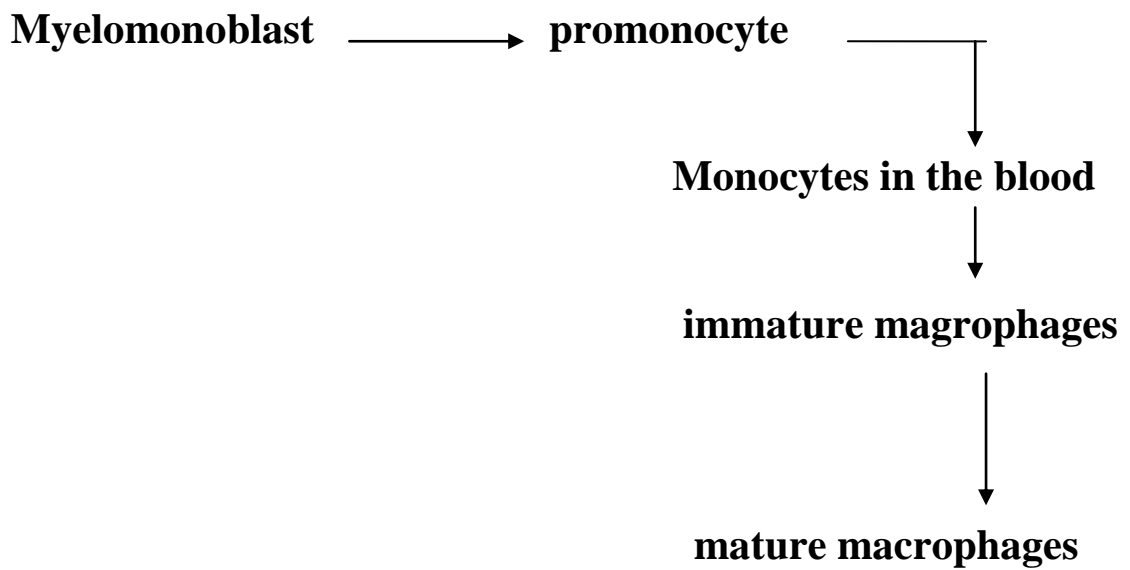 Myelomonoblast promonocyte
Monocytes in the blood
immature magrophages
mature macrophages